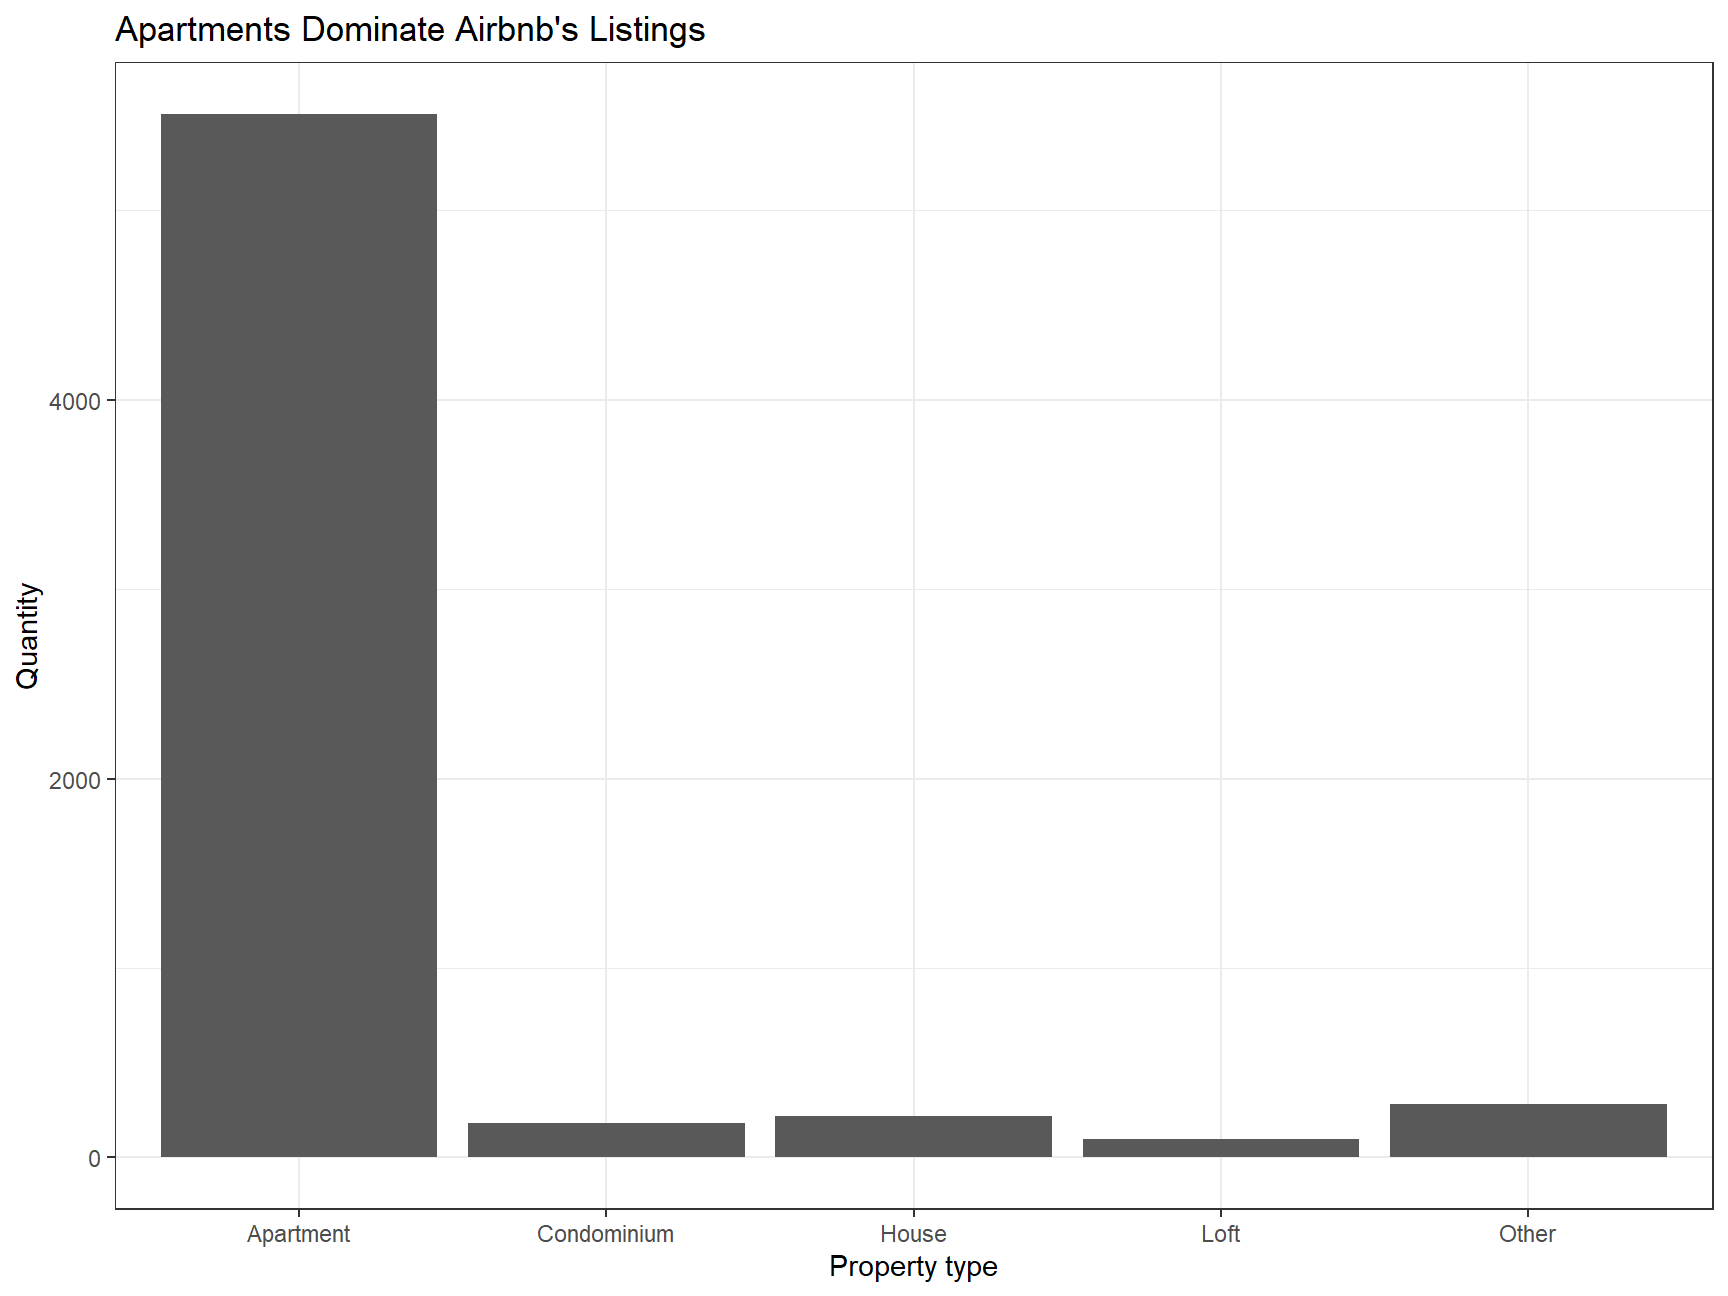 Apartments Dominate Airbnb's Listings
Quantity
4000
2000
0
Apartment Condominium House Loft Other
Property type